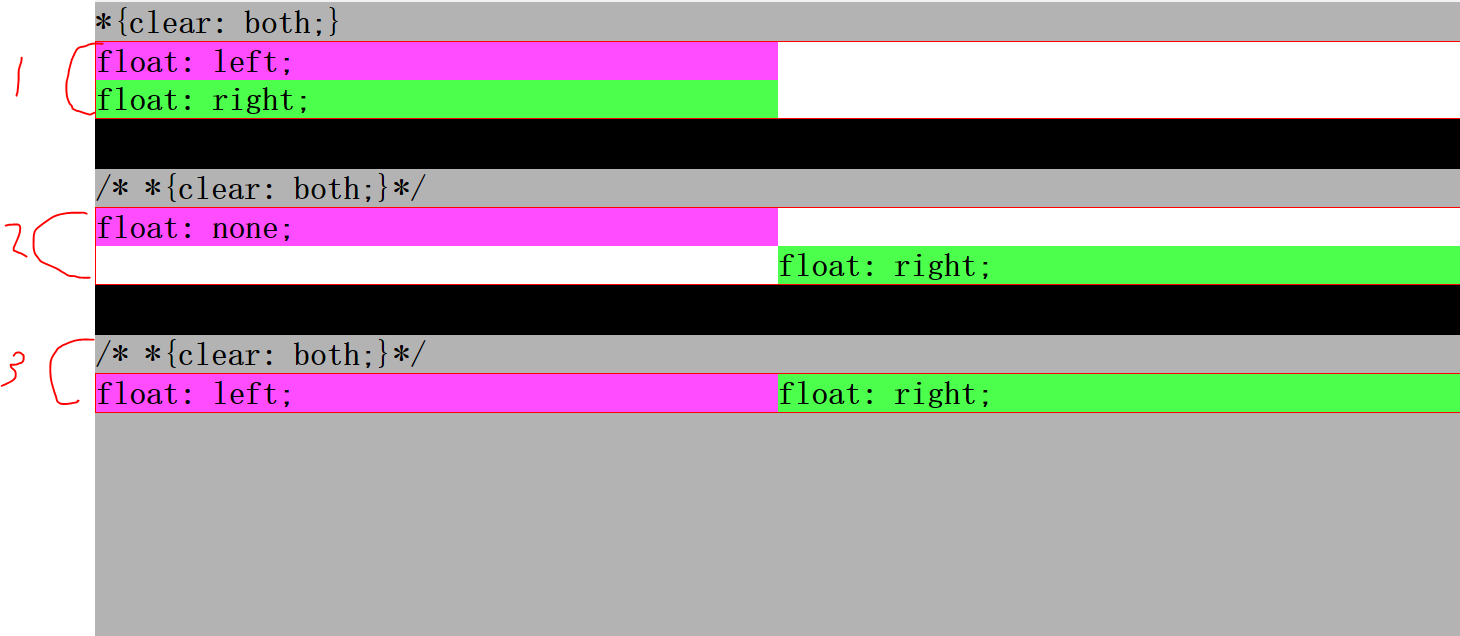 *{clear: both;}
1
float: left;
float: right;
/* *{clear: both;}*/
2
float: none;
float: right;
/* *{clear: both;}*/
3
float: left; float: right;